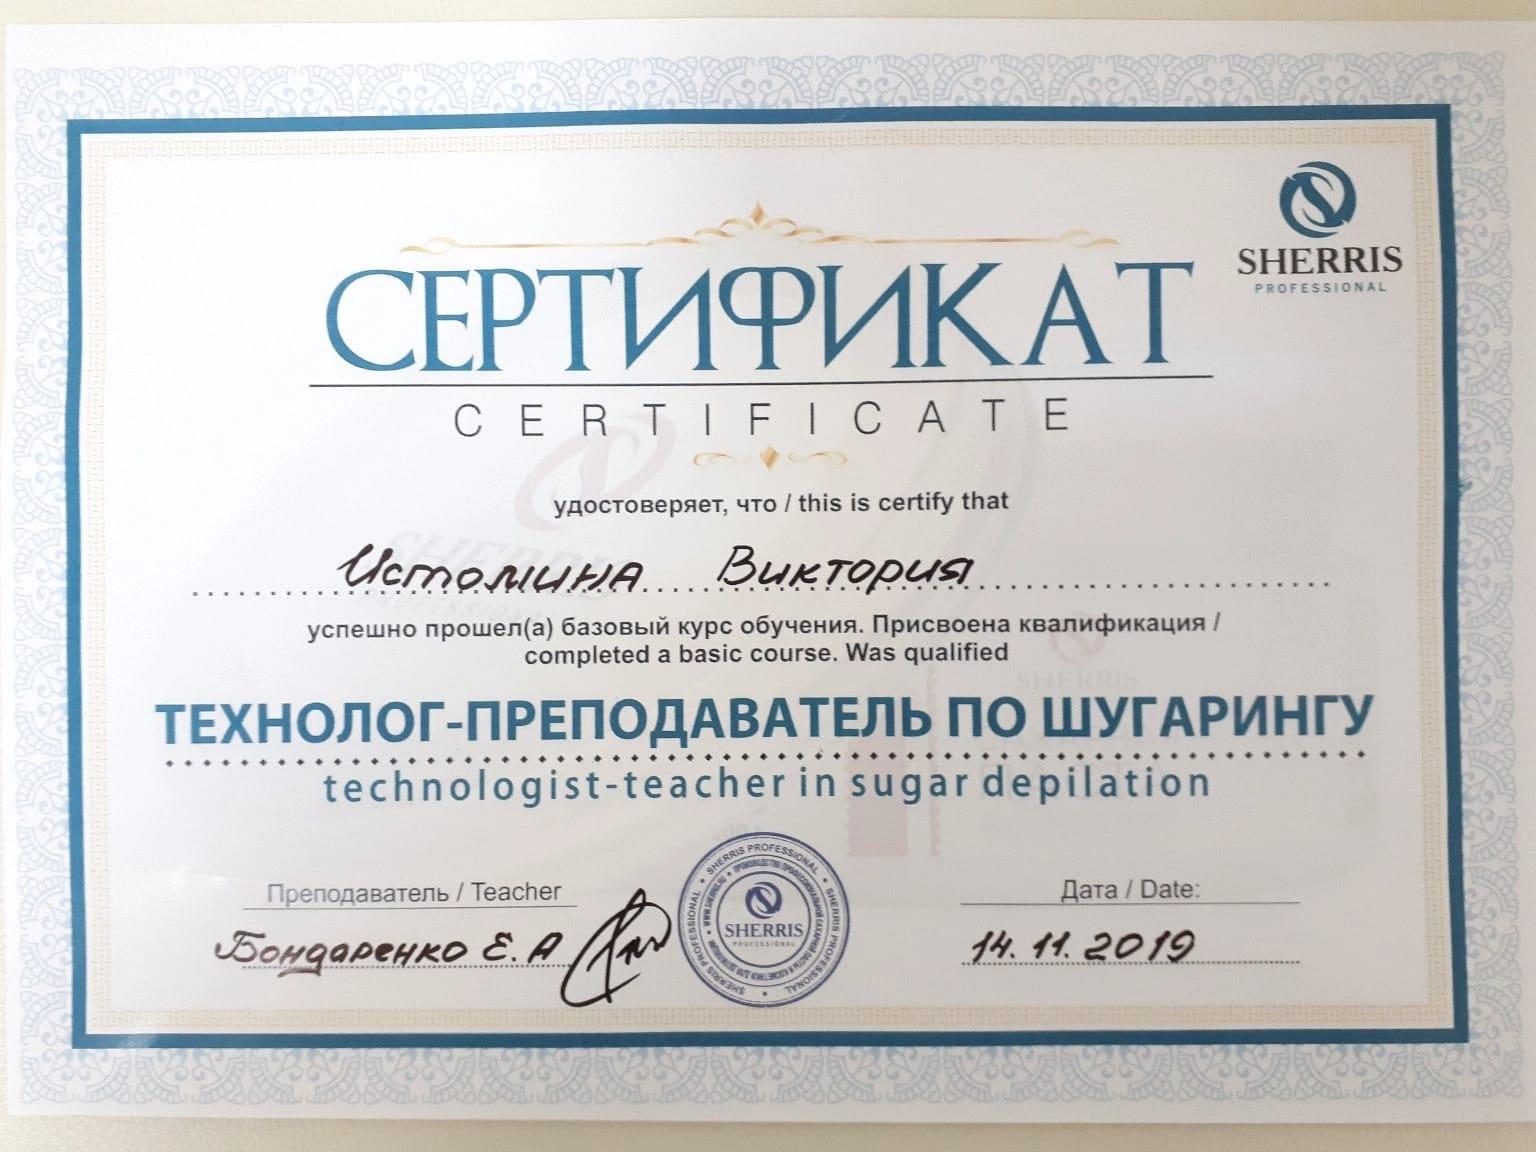 SHERRIS
PROFESSIONAL
СЕРТИФИКАТ
CERTIFICATE
удостоверяет, что / this is certify that
Истомина Виктория
успешно прошел(а) базовый курс обучения. Присвоена квалификация /
completed a basic course. Was qualified
ТЕХНОЛОГ-ПРЕПОДАВАТЕЛЬ ПО ШУГАРИНГУ
technologist-teacher in sugar depilation
Преподаватель / Teacher
Бондаренко Е.А
SHERRIS PROFESSIONAL
SHERRIS
PROFESSIONAL
Дата / Date:
14.11.2019